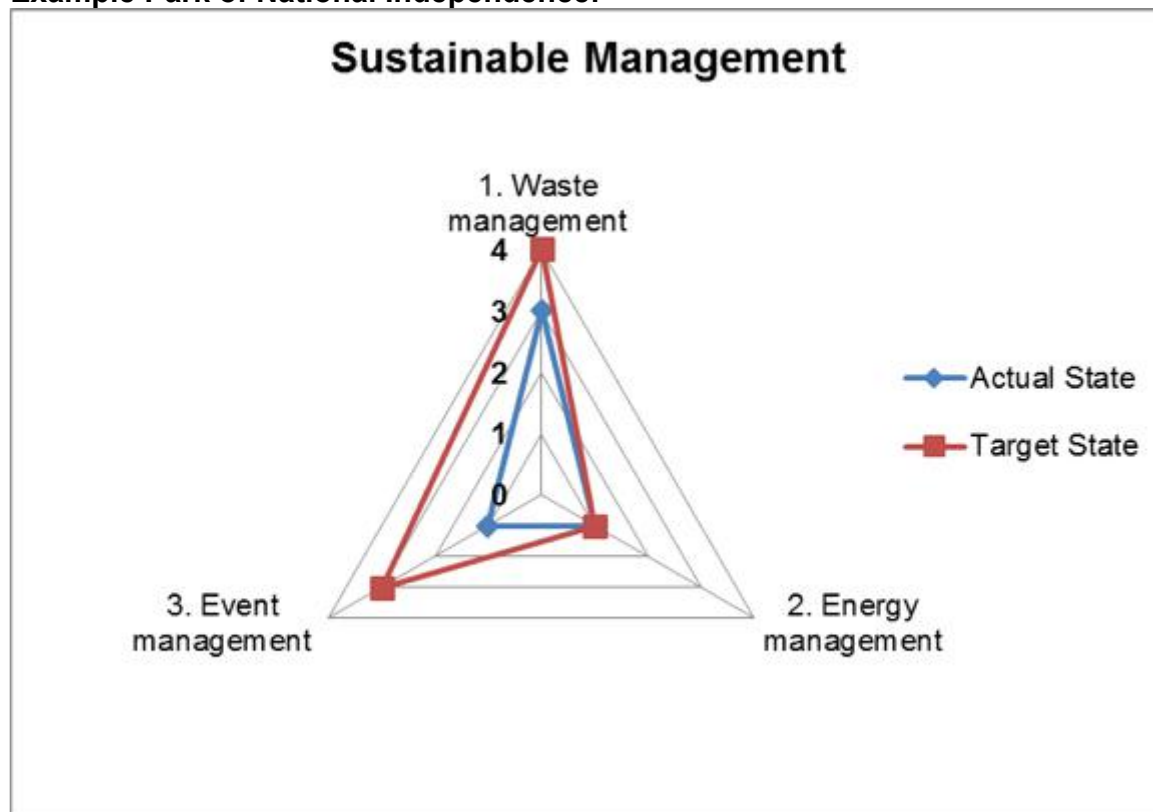 Example Park of National Independence:
Sustainable Management
1. Waste
management
4
3
2
1
0
3. Event
management
2. Energy
management
Actual State
Target State